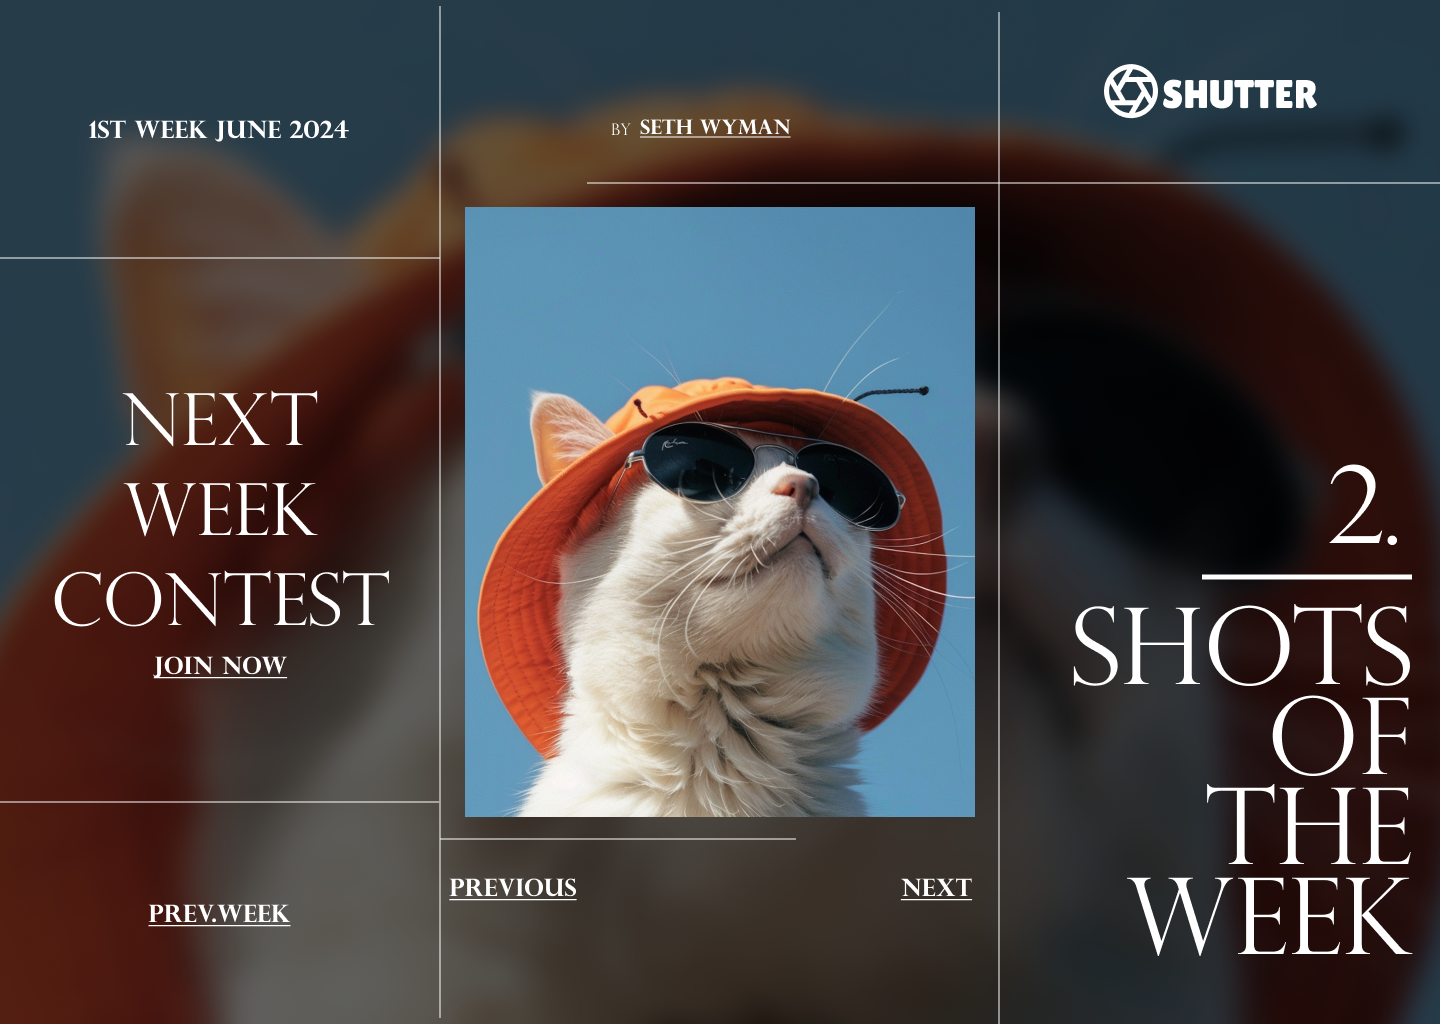 1ST WEEK JUNE 2024
BY SETH WYMAN
SHUTTER
NEXT
WEEK
CONTEST
JOIN NOW
PREV.WEEK
PREVIOUS
NEXT
2.
SHOTS
OF
THE
WEEK